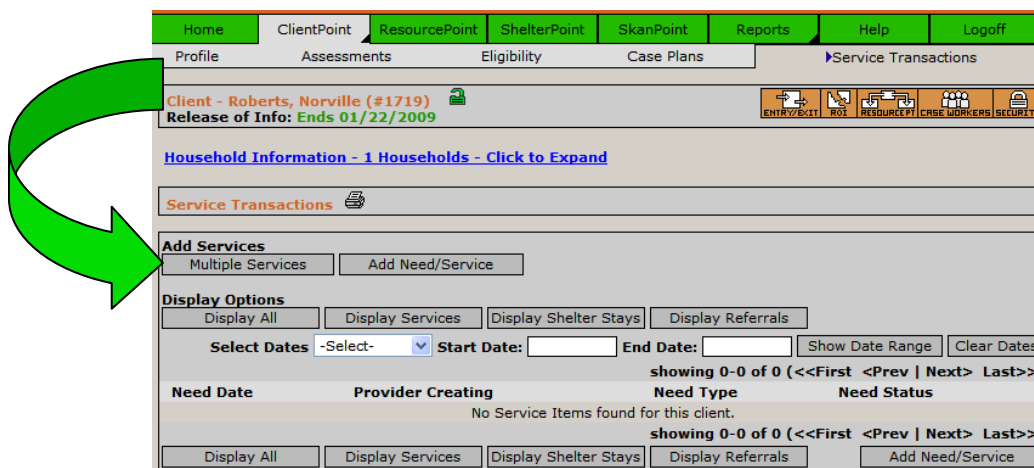 Home ClientPoint ResourcePoint ShelterPoint SkanPoint Reports Help Logoff
Profile Assessments Eligibility Case Plans Service Transactions
Client - Roberts, Norville (#1719)
Release of Info: Ends 01/22/2009
ENTRY/EXIT ROI RESOURCEPT CASE WORKERS SECURIT
Household Information - 1 Households - Click to Expand
Service Transactions
Add Services
Multiple Services Add Need/Service
Display Options
Display All Display Services Display Shelter Stays Display Referrals
Select Dates -Select- Start Date: End Date: Show Date Range Clear Dates
showing 0-0 of 0 (<<First <Prev | Next> Last>>
Need Date Provider Creating Need Type Need Status
No Service Items found for this client.
showing 0-0 of 0 (<<First <Prev | Next> Last>>
Display All Display Services Display Shelter Stays Display Referrals Add Need/Service